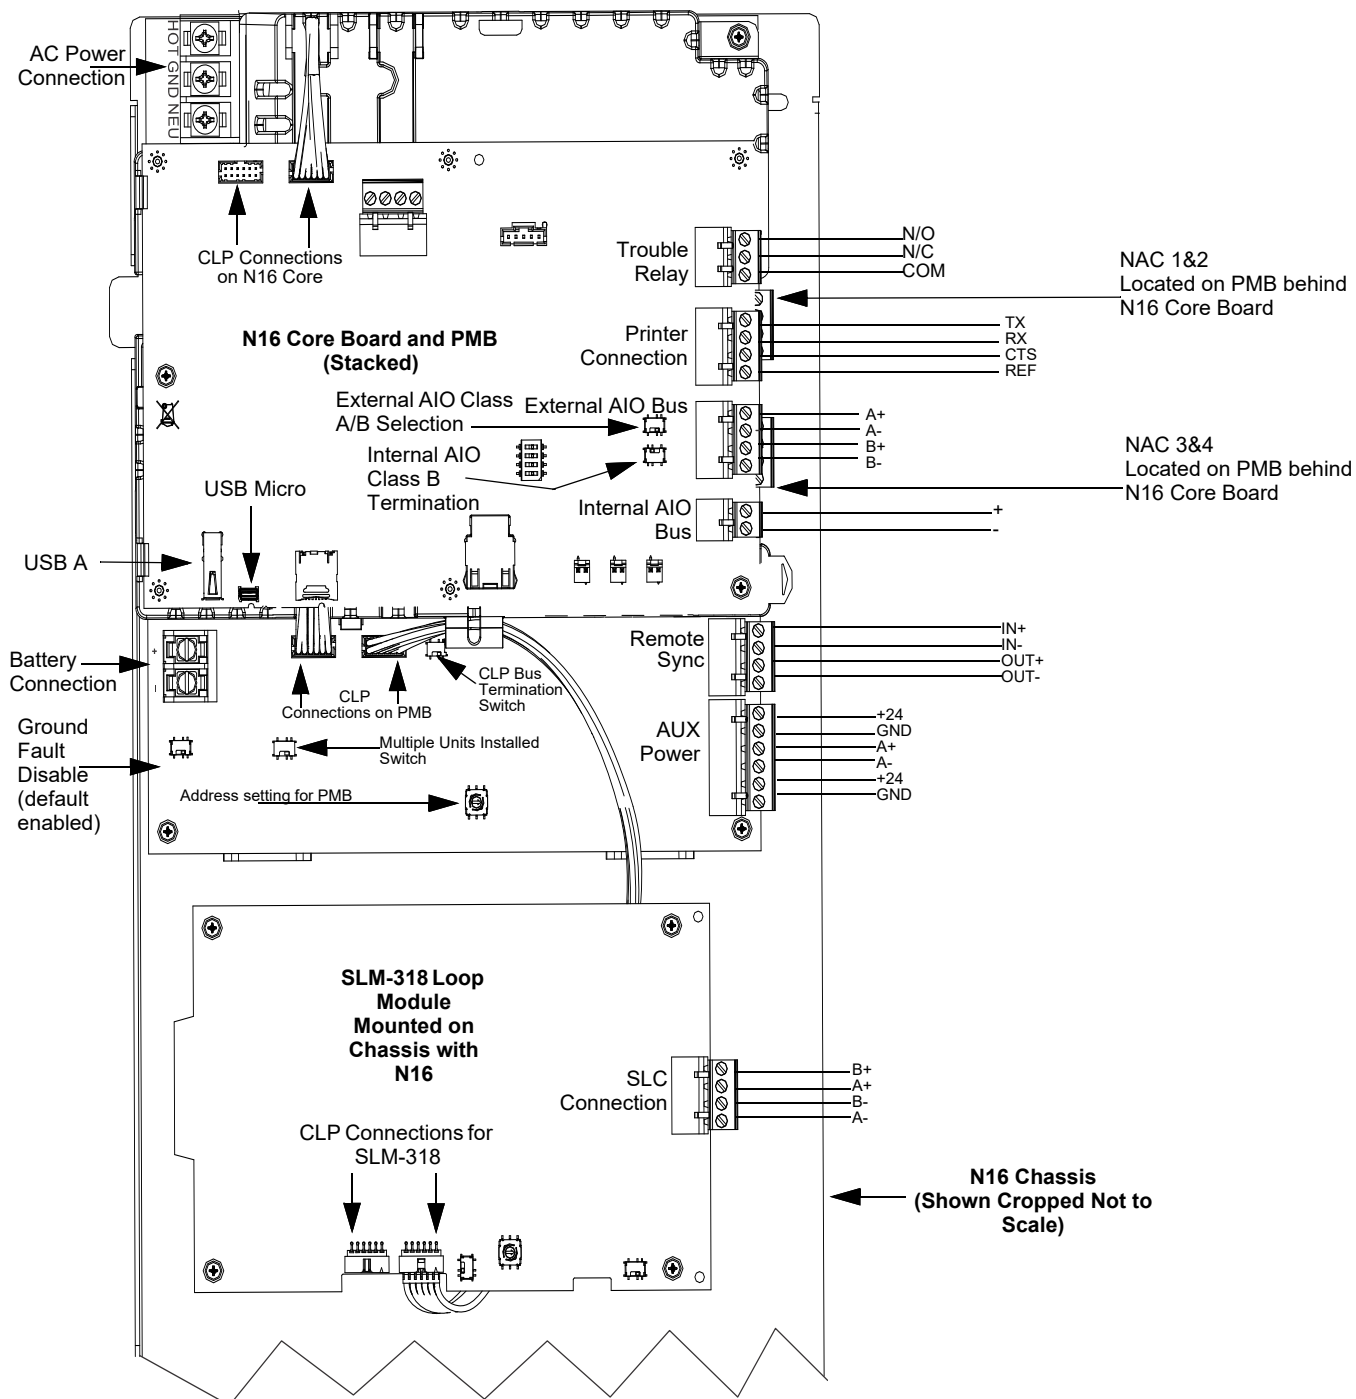 HOT GND NEU
AC Power
Connection
CLP Connections
on N16 Core
Trouble
Relay
N/O
N/C
COM
NAC 1&2
Located on PMB behind
N16 Core Board
N16 Core Board and PMB
(Stacked)
Printer
Connection
TX
RX
CTS
REF
External AIO Class
A/B Selection
External AIO Bus
A+
A-
B+
B-
Internal AIO
Class B
Termination
NAC 3&4
Located on PMB behind
N16 Core Board
USB Micro
Internal AIO
Bus
+
-
USB A
Battery
Connection
+
-
Remote
Sync
IN+
IN-
OUT+
OUT-
CLP
Connections on PMB
CLP Bus
Termination
Switch
Ground
Fault
Disable
(default
enabled)
Multiple Units Installed
Switch
AUX
Power
+24
GND
A+
A-
+24
GND
Address setting for PMB
SLM-318 Loop
Module
Mounted on
Chassis with
N16
SLC
Connection
B+
A+
B-
A-
CLP Connections for
SLM-318
N16 Chassis
(Shown Cropped Not to
Scale)